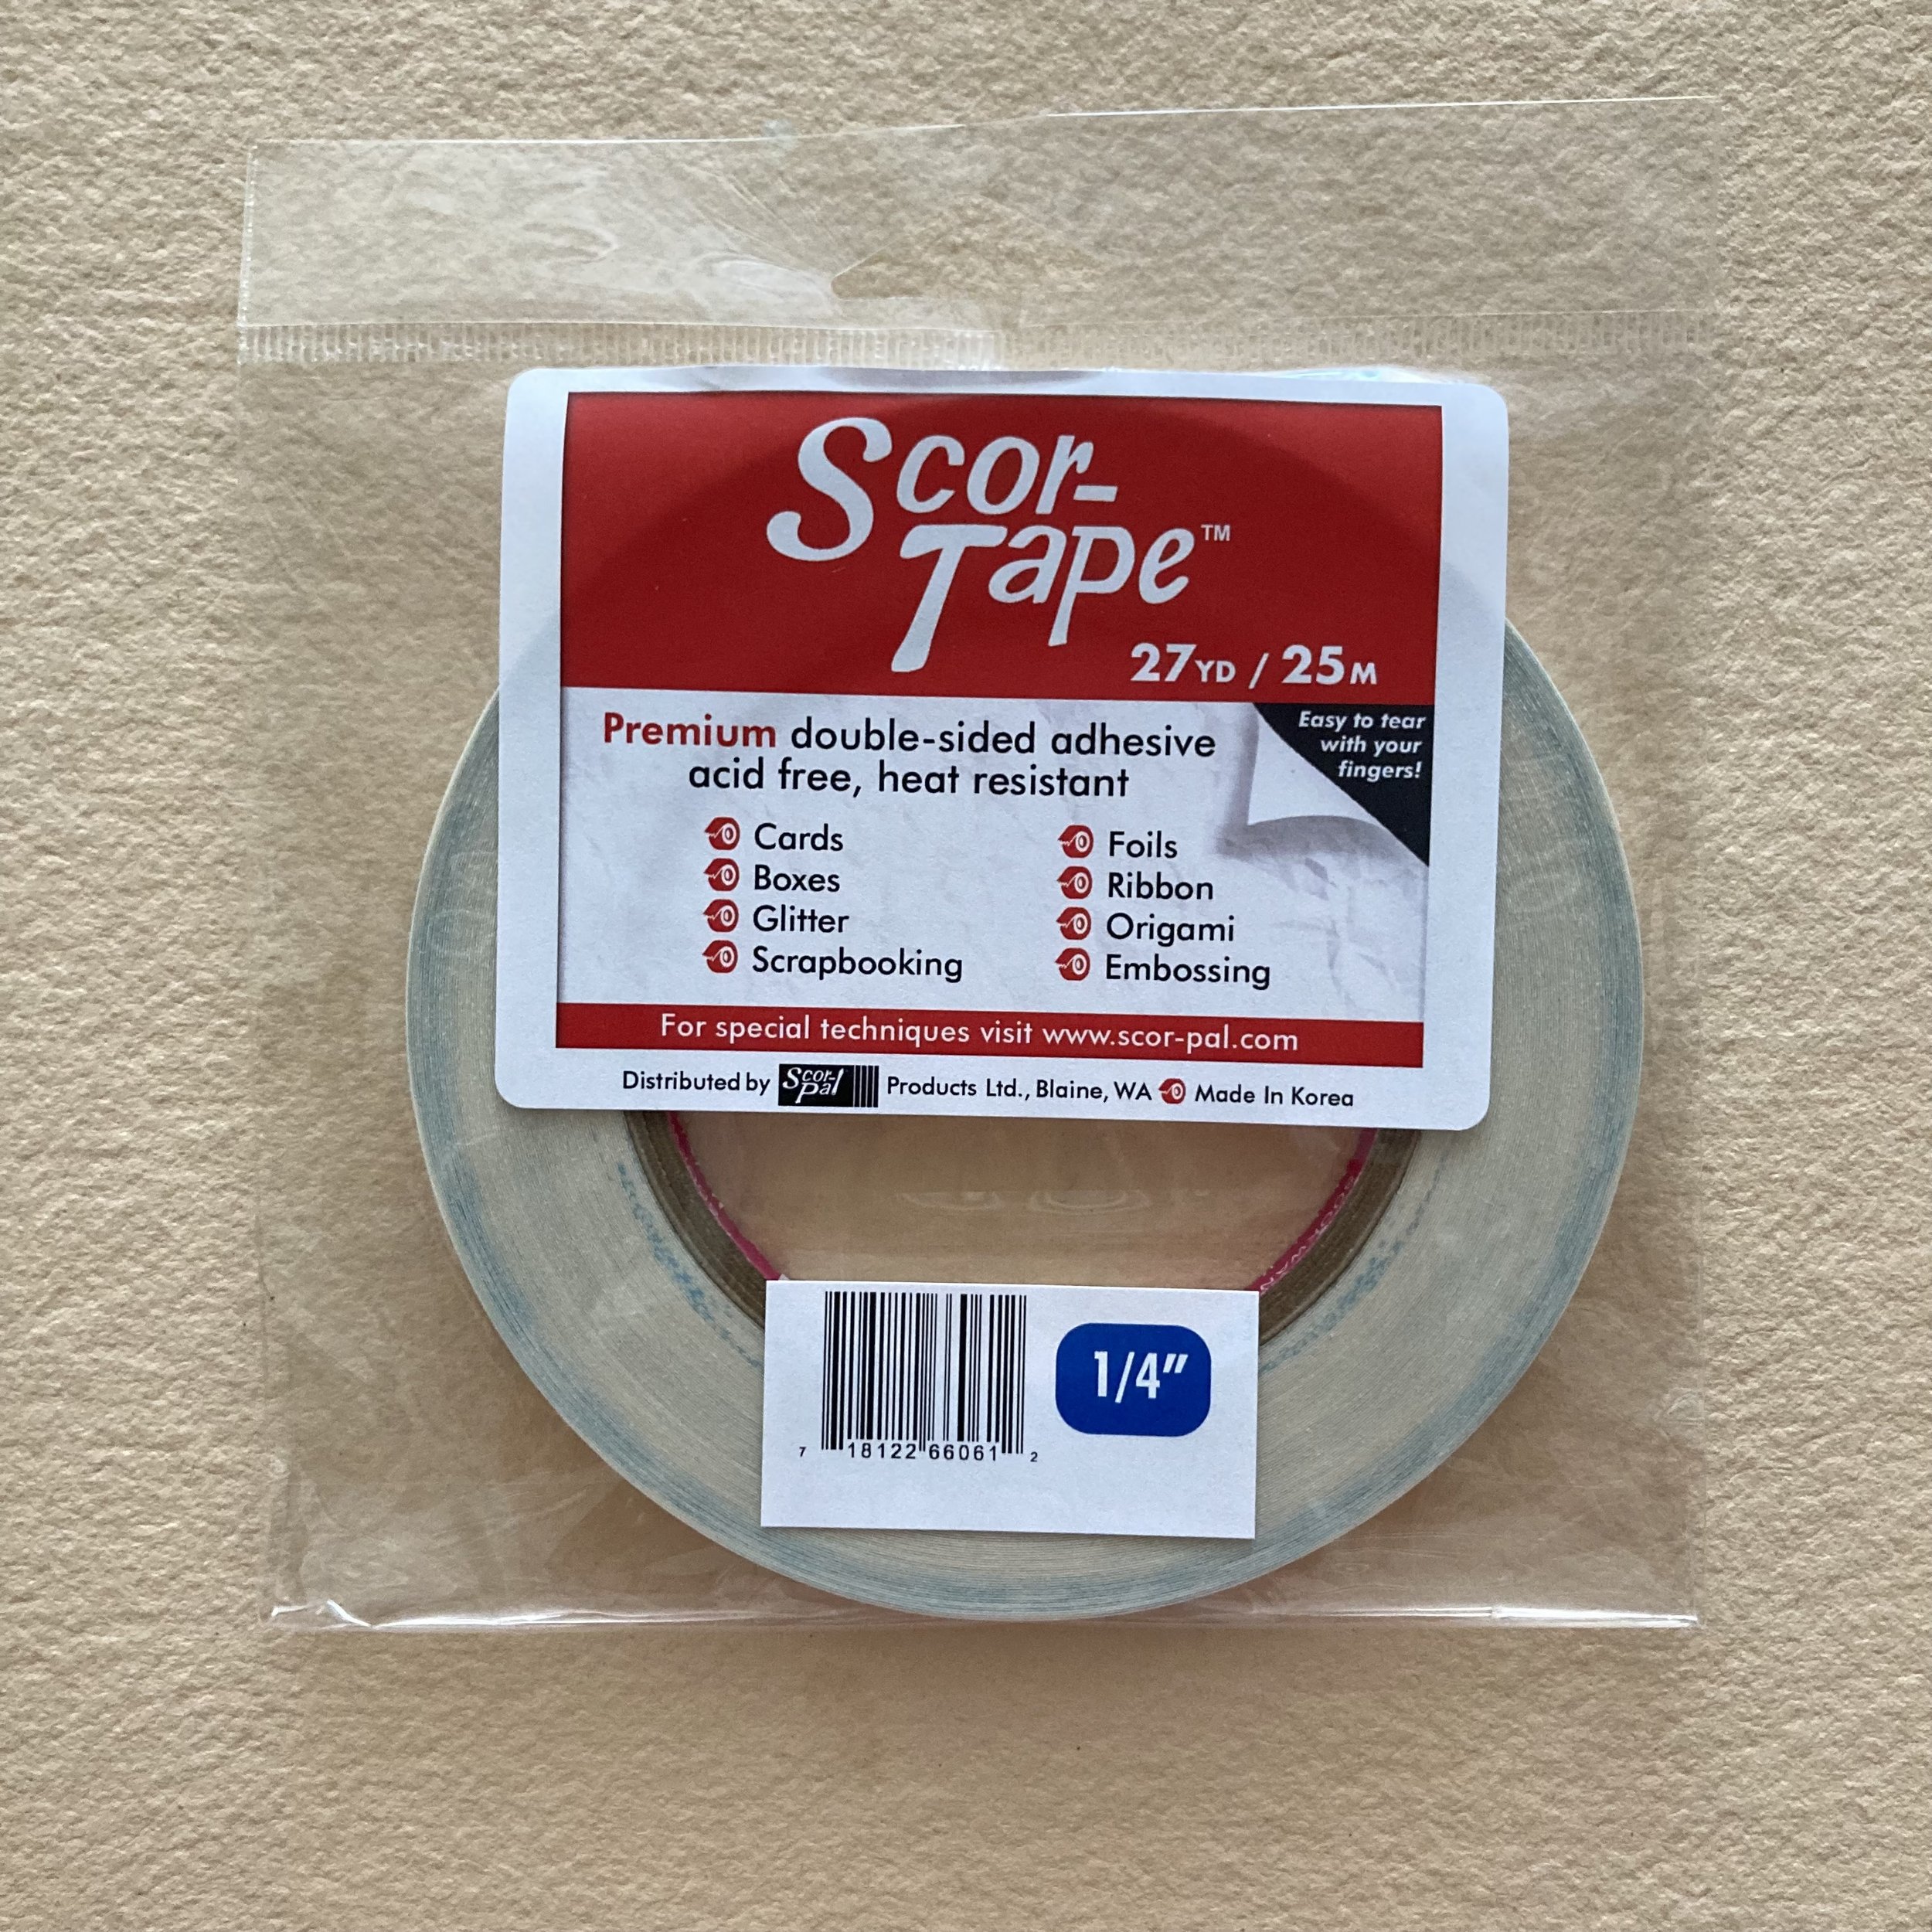 Scor-
Tape™
27YD / 25M
Premium double-sided adhesive
acid free, heat resistant
Easy to tear
with your
fingers!
Cards
Boxes
Glitter
Scrapbooking
Foils
Ribbon
Origami
Embossing
For special techniques visit www.scor-pal.com
Distributed by Scor-Pal Products Ltd., Blaine, WA Made In Korea
1/4"
7 18122 66061 2